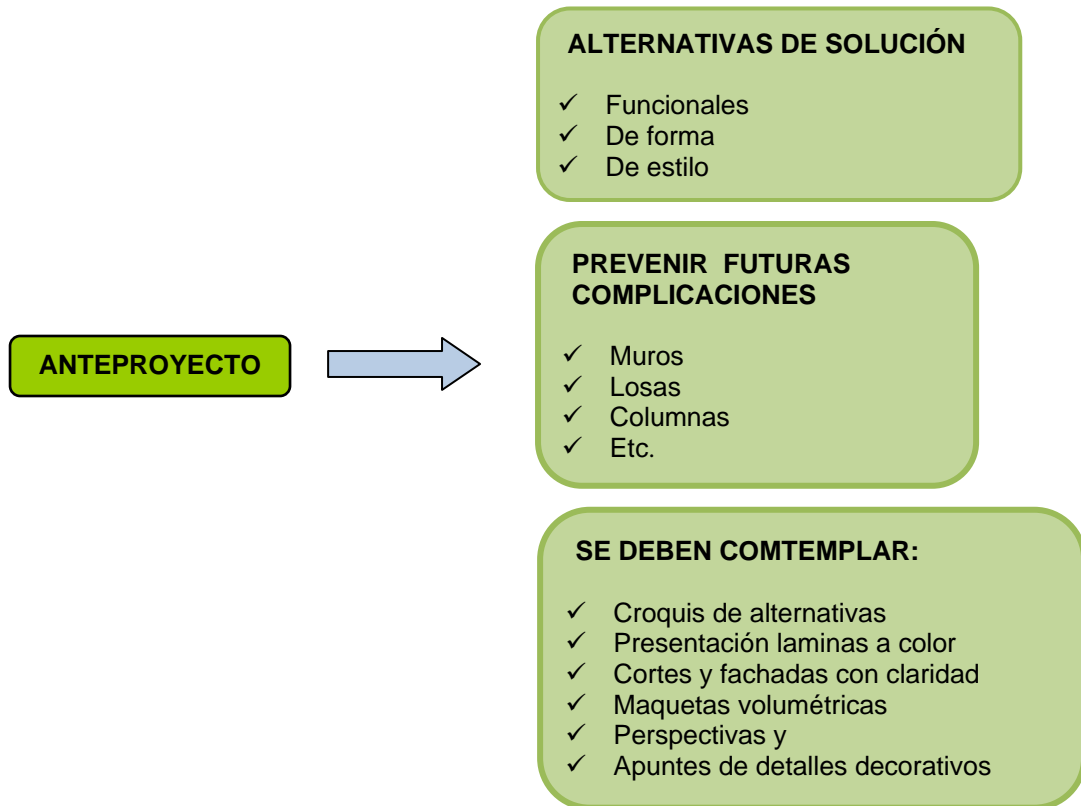 ALTERNATIVAS DE SOLUCIÓN
✓ Funcionales
✓ De forma
✓ De estilo
PREVENIR FUTURAS
COMPLICACIONES
✓ Muros
✓ Losas
✓ Columnas
✓ Etc.
ANTEPROYECTO
SE DEBEN COMTEMPLAR:
✓ Croquis de alternativas
✓ Presentación laminas a color
✓ Cortes y fachadas con claridad
✓ Maquetas volumétricas
✓ Perspectivas y
✓ Apuntes de detalles decorativos